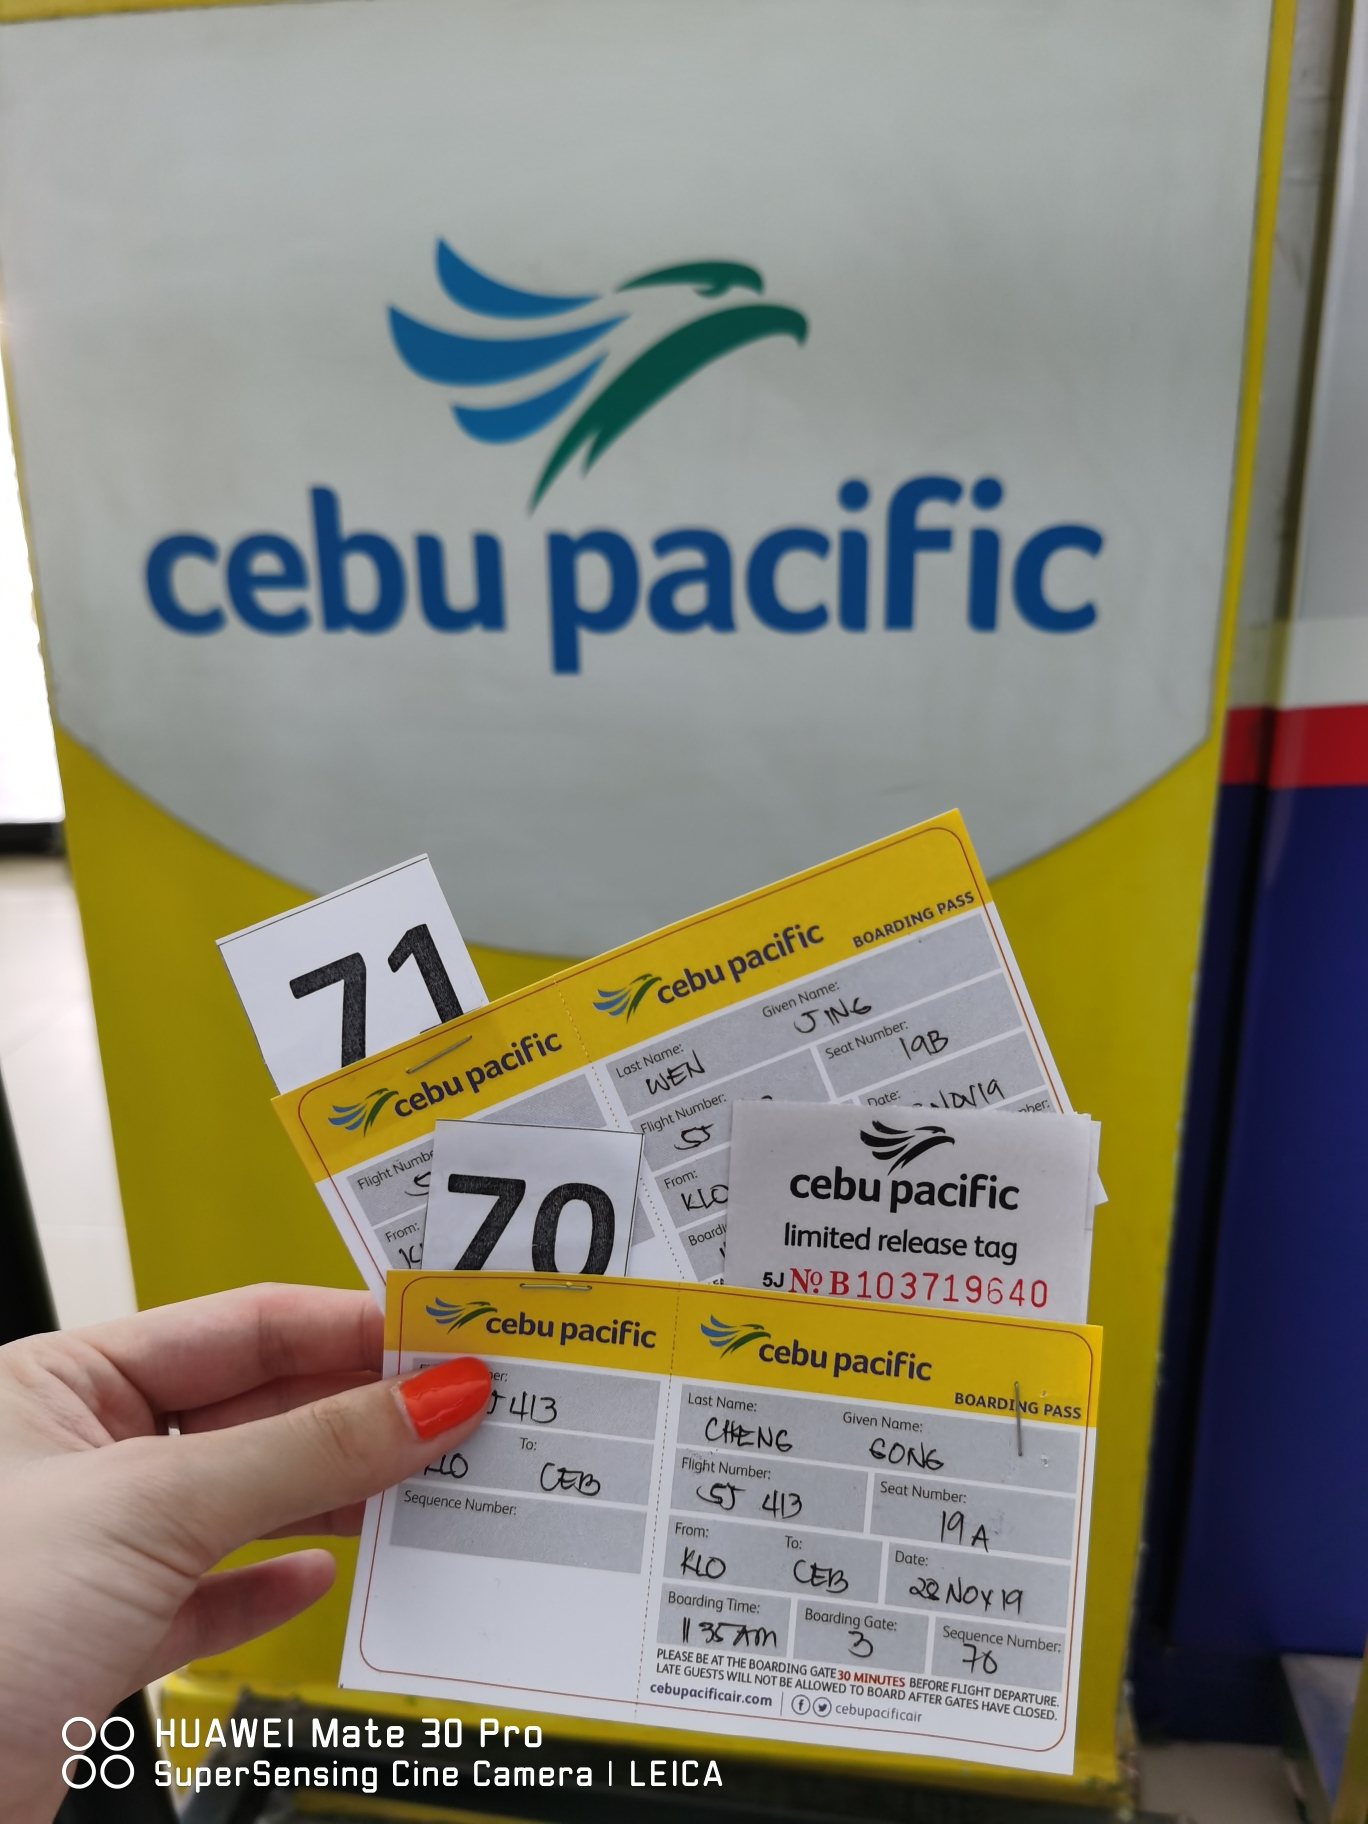 cebu pacific
71
cebu pacific
BOARDING PASS
Last Name:
Given Name:
WEN
JING
Flight Number:
Seat Number:
5J
19B
From:
Date:
KLO
NOV19
cebu pacific
From:
70
cebu pacific
limited release tag
5J № B103719640
cebu pacific
5J 413
To:
KLO CEB
Sequence Number:
cebu pacific
BOARDING PASS
Last Name: Given Name:
CHENG GONG
Flight Number: Seat Number:
5J 413 19A
From: To: Date:
KLO CEB 22 NOV 19
Boarding Time: Boarding Gate: Sequence Number:
11 35 AM 3 70
PLEASE BE AT THE BOARDING GATE 30 MINUTES BEFORE FLIGHT DEPARTURE.
LATE GUESTS WILL NOT BE ALLOWED TO BOARD AFTER GATES HAVE CLOSED.
cebupacificair.com | cebupacificair
HUAWEI Mate 30 Pro
SuperSensing Cine Camera | LEICA